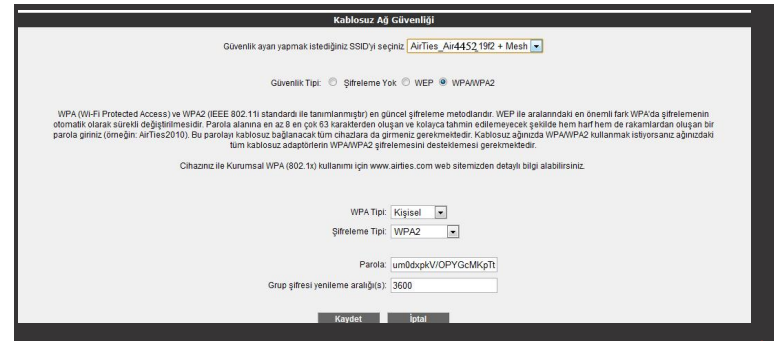 Kablosuz Ağ Güvenliği
Güvenlik ayarı yapmak istediğiniz SSID'yi seçiniz AirTies_Air4452_19f2 + Mesh
Güvenlik Tipi: Şifreleme Yok WEP WPA/WPA2
WPA (Wi-Fi Protected Access) ve WPA2 (IEEE 802.11i standardı ile tanımlanmıştır) en güncel şifreleme metodlarıdır. WEP ile aralarındaki en önemli fark WPA'da şifrelemenin
otomatik olarak sürekli değiştirilmesidir. Parola alanına en az 8 en çok 63 karakterden oluşan ve kolayca tahmin edilemeyecek şekilde hem harf hem de rakamlardan oluşan bir
parola giriniz (örneğin: AirTies2010). Bu parolayı kablosuz bağlanacak tüm cihazlara da girmeniz gerekmektedir. Kablosuz ağınızda WPA/WPA2 kullanmak istiyorsanız ağınızdaki
tüm kablosuz adaptörlerin WPA/WPA2 şifrelemesini desteklemesi gerekmektedir.
Cihazınız ile Kurumsal WPA (802.1x) kullanımı için www.airties.com web sitemizden detaylı bilgi alabilirsiniz.
WPA Tipi: Kişisel
Şifreleme Tipi: WPA2
Parola: um0dxpkV/OPYGcMKpTt
Grup şifresi yenileme aralığı(s): 3600
Kaydet İptal